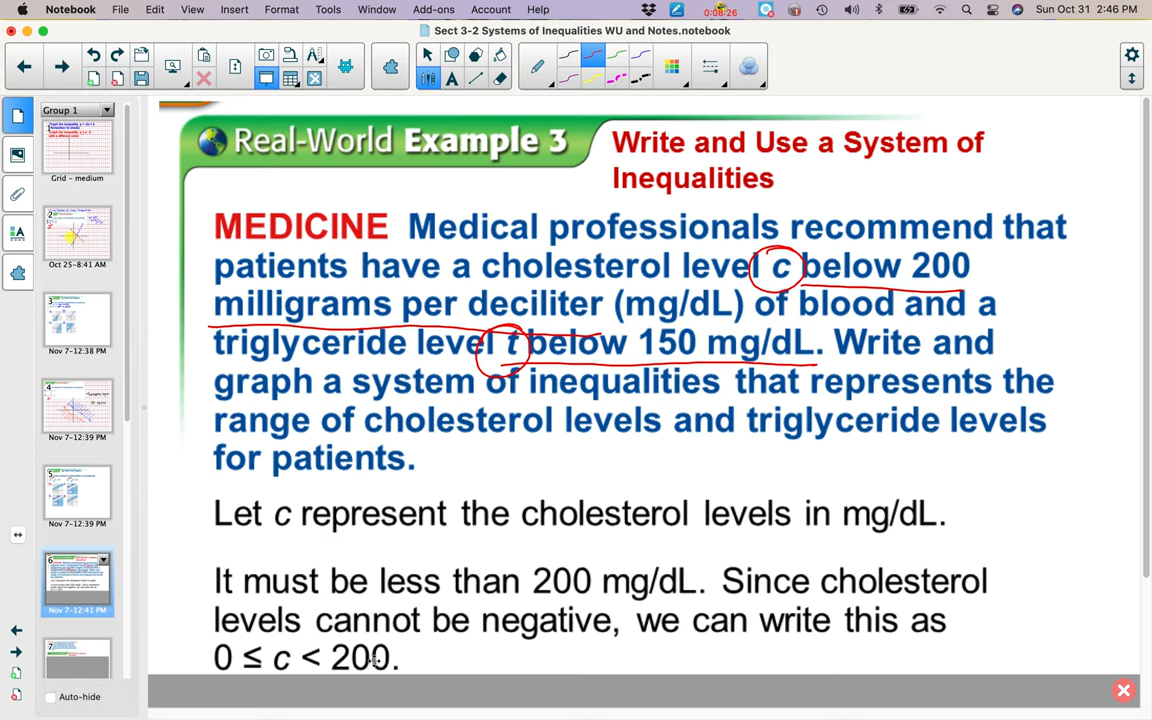 Notebook File Edit View Insert Format Tools Window Add-ons Account Help 0:08:26 Sun Oct 31 2:46 PM
Sect 3-2 Systems of Inequalities WU and Notes.notebook
Group 1
Grid - medium
Oct 25-8:41 AM
Nov 7-12:38 PM
Nov 7-12:39 PM
Nov 7-12:39 PM
Nov 7-12:41 PM
Auto-hide
Real-World Example 3
Write and Use a System of
Inequalities
MEDICINE Medical professionals recommend that
patients have a cholesterol level c below 200
milligrams per deciliter (mg/dL) of blood and a
triglyceride level t below 150 mg/dL. Write and
graph a system of inequalities that represents the
range of cholesterol levels and triglyceride levels
for patients.
Let c represent the cholesterol levels in mg/dL.
It must be less than 200 mg/dL. Since cholesterol
levels cannot be negative, we can write this as
0 ≤ c < 200.